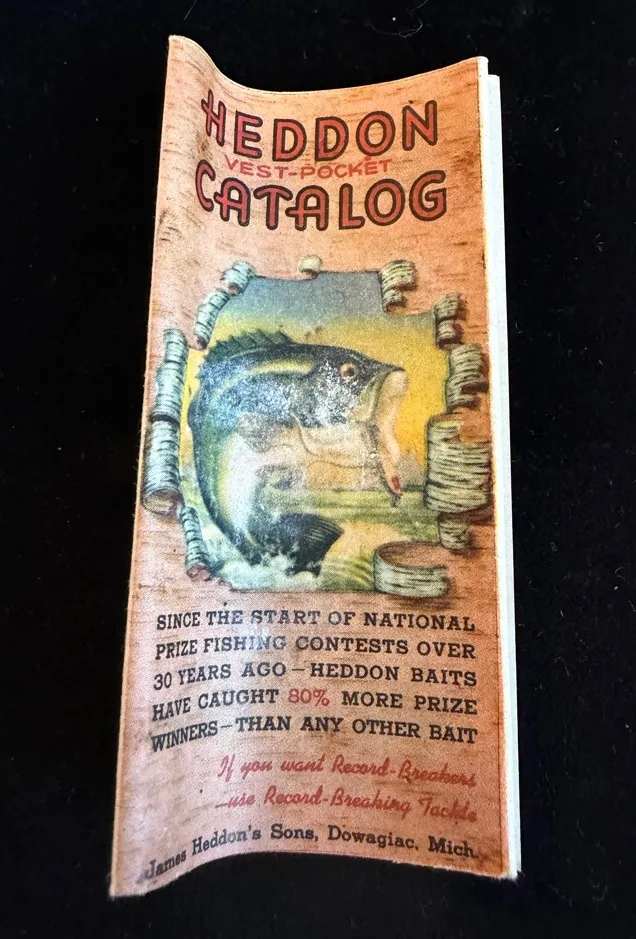 HEDDON
VEST-POCKET
CATALOG
SINCE THE START OF NATIONAL
PRIZE FISHING CONTESTS OVER
30 YEARS AGO—HEDDON BAITS
HAVE CAUGHT 80% MORE PRIZE
WINNERS—THAN ANY OTHER BAIT
If you want Record-Breakers
—use Record-Breaking Tackle
James Heddon's Sons, Dowagiac, Mich.